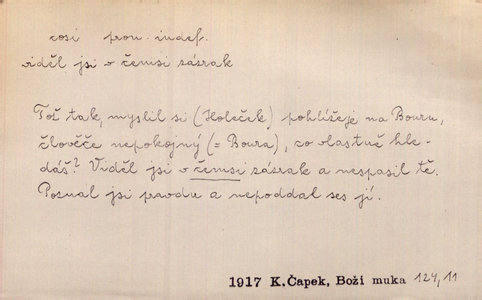 cosi pron. indef.
viděl jsi v čemsi zázrak
Tož tak, myslil si (Holeček) pohlížeje na Bouru,
člověče nepokojný (= Boura), co vlastně hle-
dáš? Viděl jsi v čemsi zázrak a nespasil tě.
Poznal jsi pravdu a nepoddal ses jí.
1917 K.Čapek, Boží muka 124,11